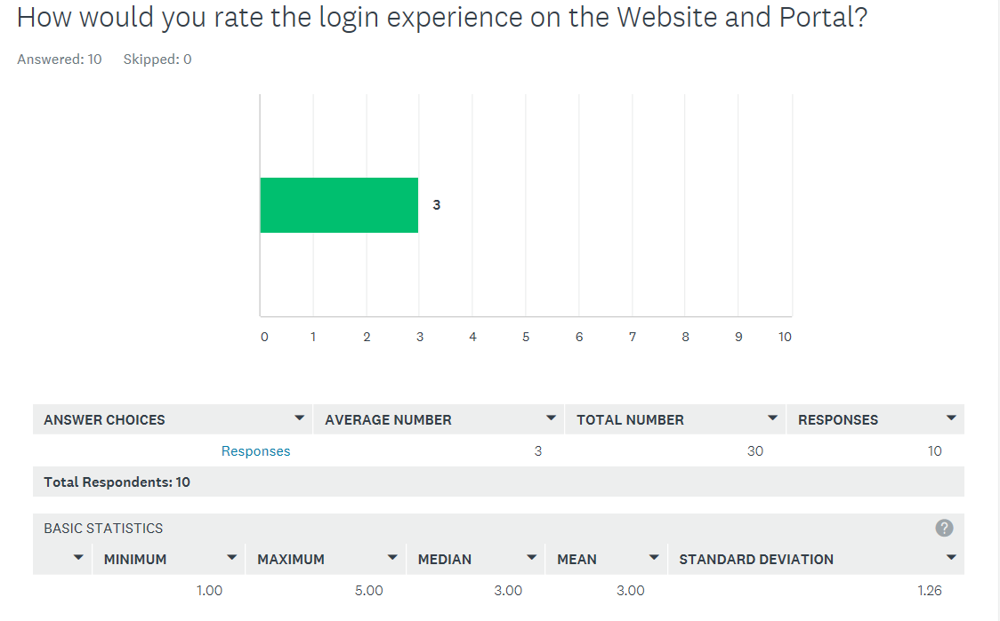 How would you rate the login experience on the Website and Portal?
Answered: 10 Skipped: 0
3
0 1 2 3 4 5 6 7 8 9 10
ANSWER CHOICES AVERAGE NUMBER TOTAL NUMBER RESPONSES
Responses 3 30 10
Total Respondents: 10
BASIC STATISTICS ?
MINIMUM MAXIMUM MEDIAN MEAN STANDARD DEVIATION
1.00 5.00 3.00 3.00 1.26